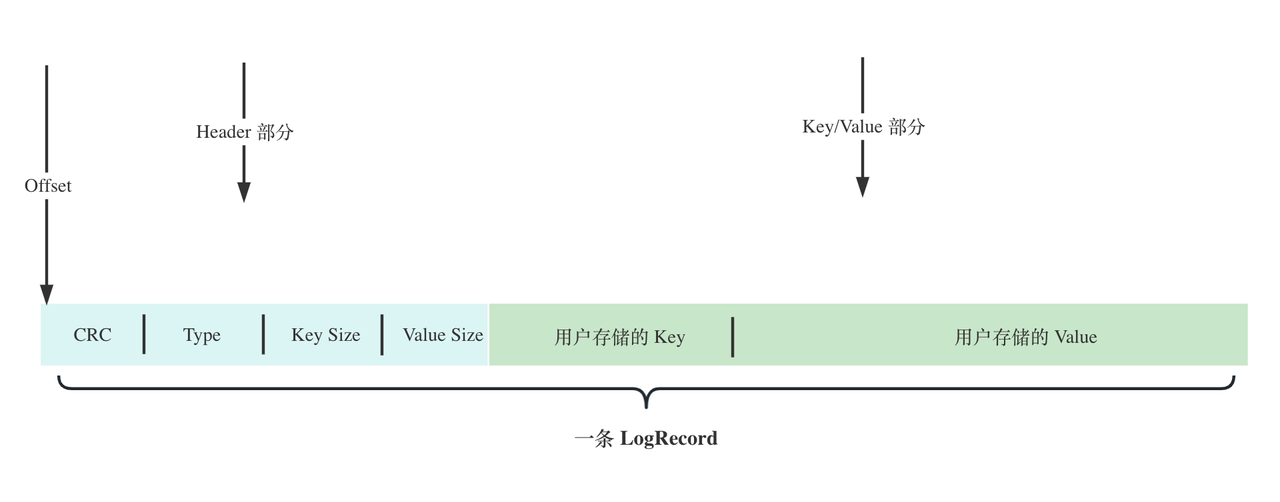 Header 部分
Key/Value 部分
Offset
CRC
Type
Key Size
Value Size
用户存储的 Key
用户存储的 Value
一条 LogRecord